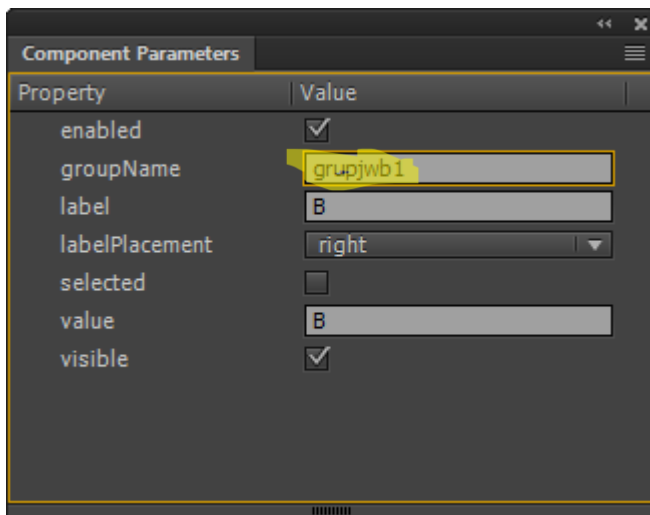 Component Parameters
Property Value
enabled
groupName grupjwb1
label B
labelPlacement right
selected
value B
visible